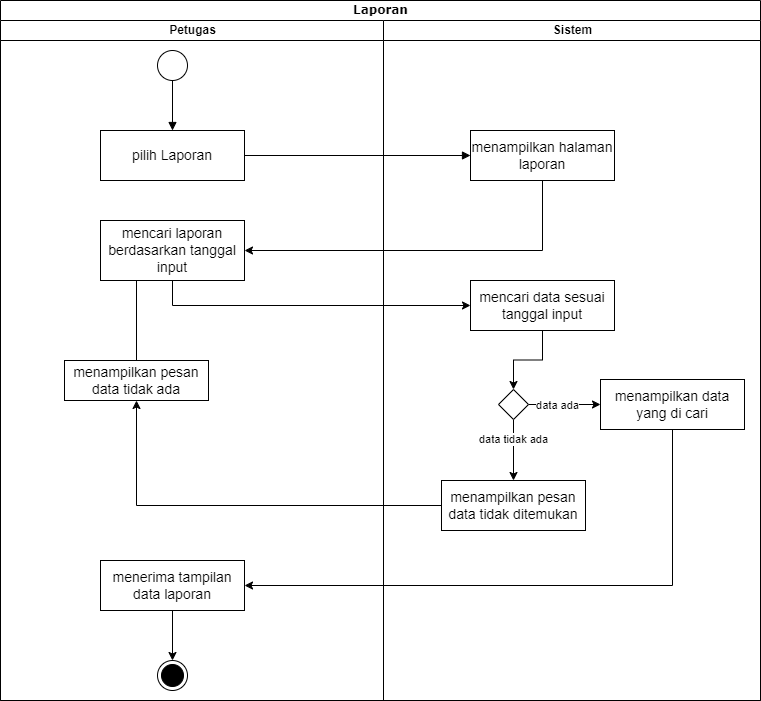 Laporan
Petugas
Sistem
pilih Laporan
menampilkan halaman
laporan
mencari laporan
berdasarkan tanggal
input
mencari data sesuai
tanggal input
menampilkan pesan
data tidak ada
data ada
menampilkan data
yang di cari
data tidak ada
menampilkan pesan
data tidak ditemukan
menerima tampilan
data laporan